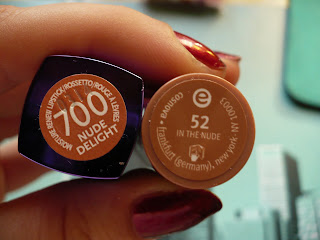 MOISTURE RENEW LIPSTICK/ROSSETTO/ROUGE À LÈVRES
700
NUDE
DELIGHT
e
cosnova •
52
IN THE NUDE
frankfurt (germany), new york
NY 10003